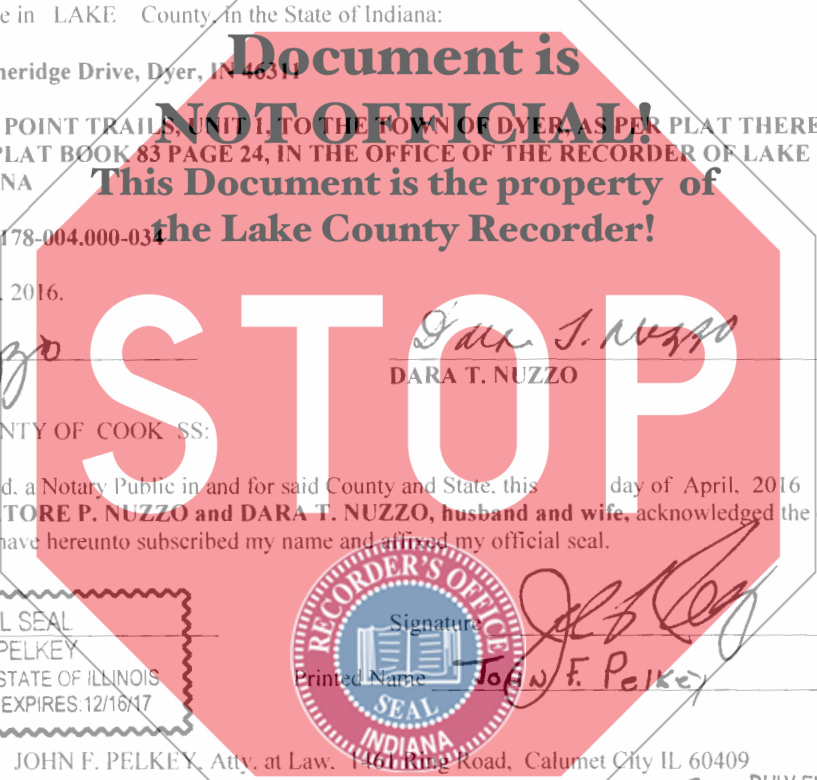 e in LAKE County, in the State of Indiana:
Document is
neridge Drive, Dyer, IN 46311
NOT OFFICIAL!
POINT TRAILS, UNIT 1, TO THE TOWN OF DYER, AS PER PLAT THERE
PLAT BOOK 83 PAGE 24, IN THE OFFICE OF THE RECORDER OF LAKE
NA
This Document is the property of
the Lake County Recorder!
178-004.000-034
, 2016.
STOP
Dara T. Nuzzo
DARA T. NUZZO
NTY OF COOK SS:
d, a Notary Public in and for said County and State, this day of April, 2016
TORE P. NUZZO and DARA T. NUZZO, husband and wife, acknowledged the
have hereunto subscribed my name and affixed my official seal.
RECORDER'S OFFICE
SEAL
INDIANA
L SEAL
PELKEY
STATE OF ILLINOIS
EXPIRES:12/16/17
Signature
Printed Name John F. Pelkey
JOHN F. PELKEY, Atty. at Law. 1461 Ring Road, Calumet City IL 60409